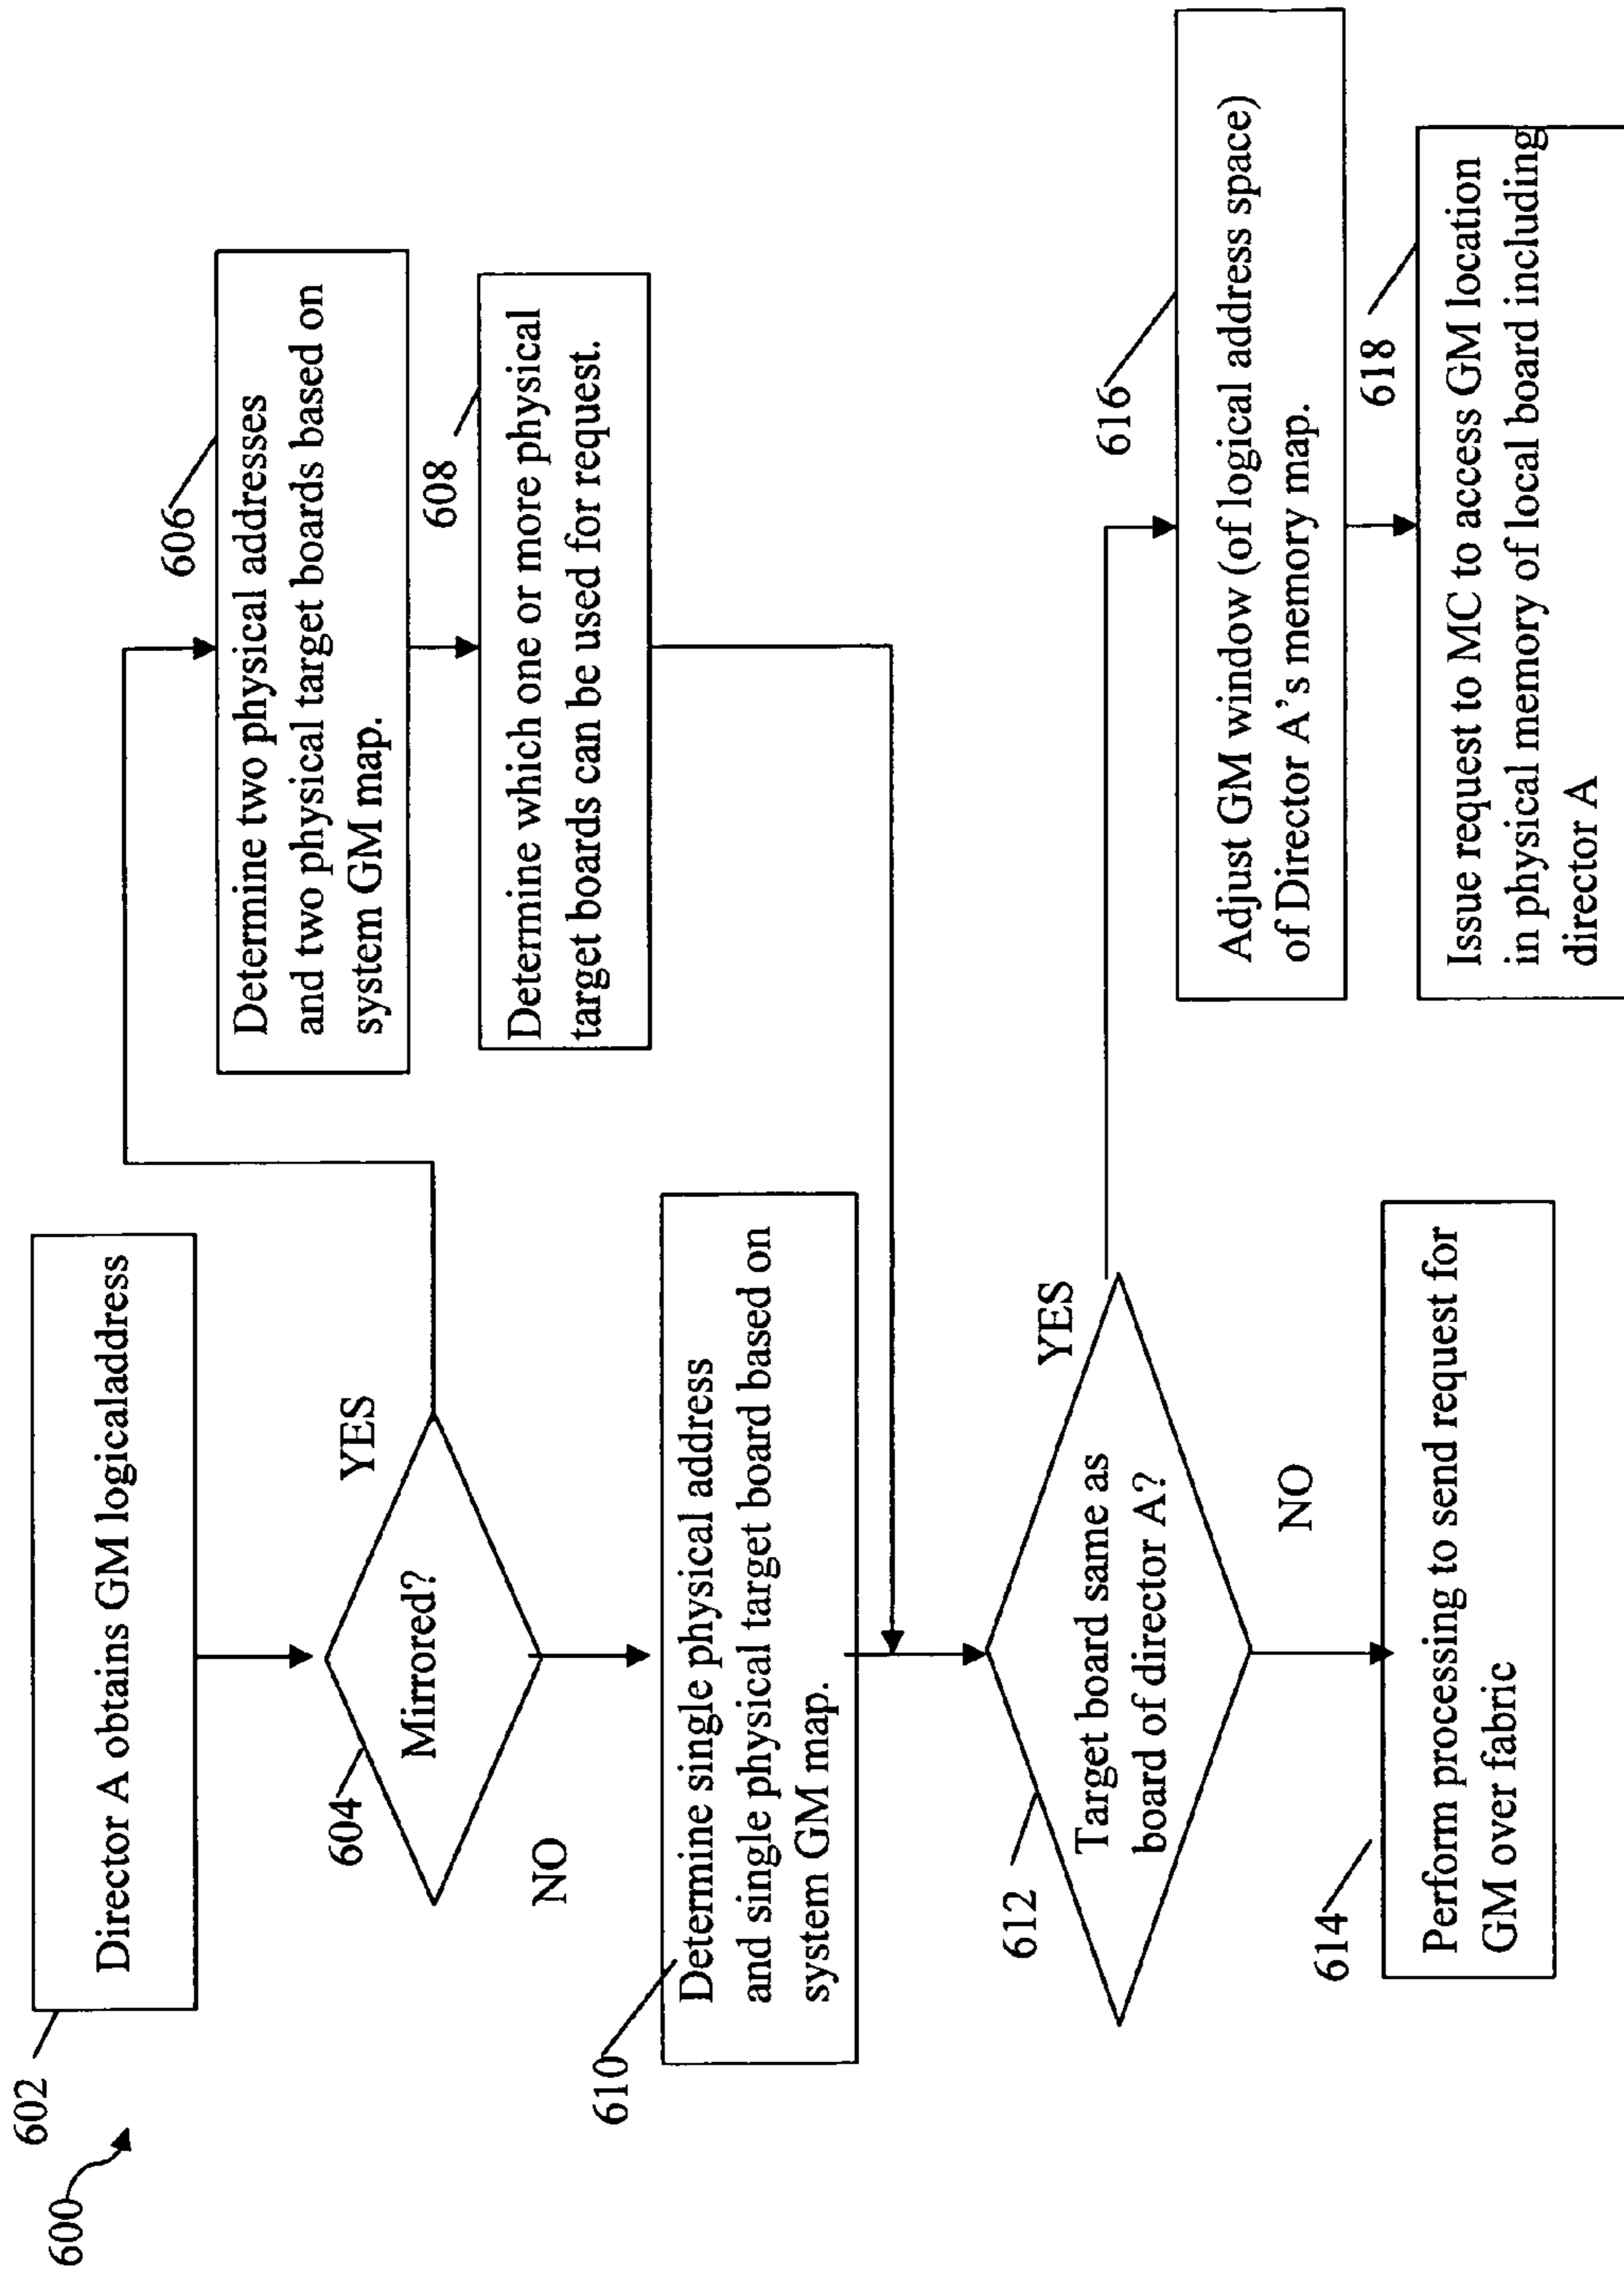 600
602
Director A obtains GM logicaladdress
604
Mirrored?
YES
NO
606
Determine two physical addresses
and two physical target boards based on
system GM map.
608
Determine which one or more physical
target boards can be used for request.
610
Determine single physical address
and single physical target board based on
system GM map.
612
Target board same as
board of director A?
YES
NO
614
Perform processing to send request for
GM over fabric
616
Adjust GM window (of logical address space)
of Director A's memory map.
618
Issue request to MC to access GM location
in physical memory of local board including
director A